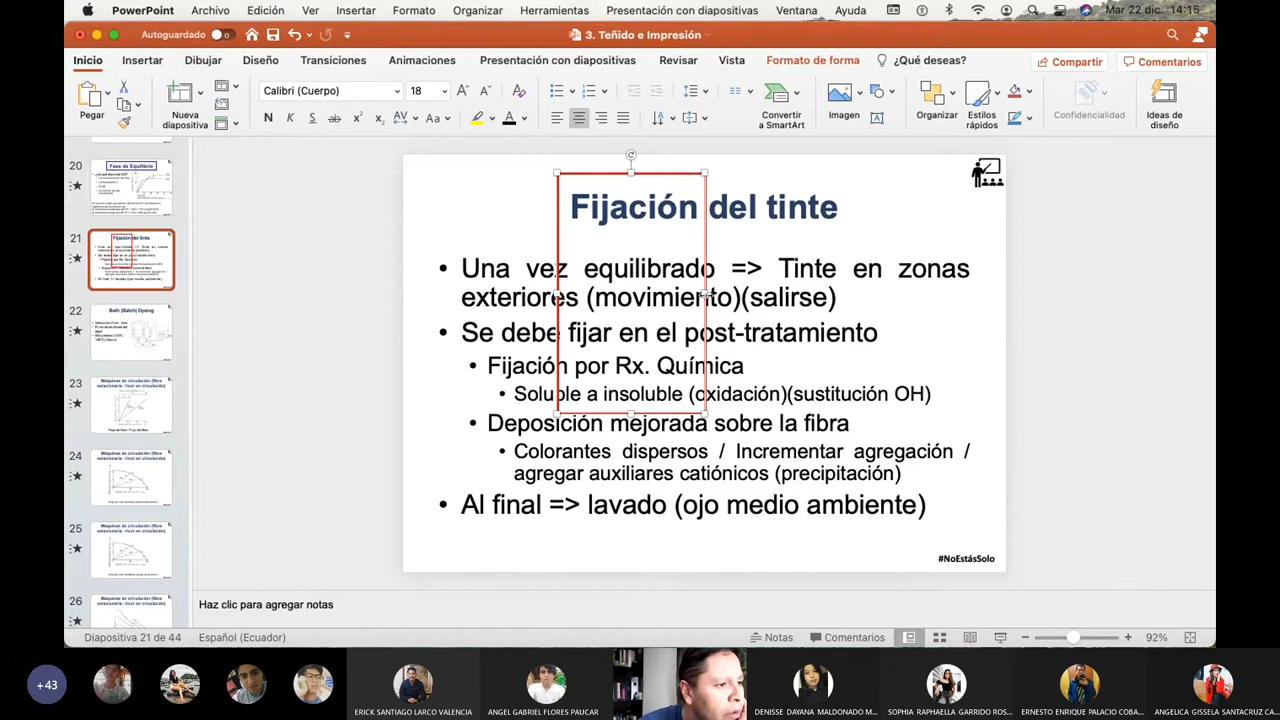 PowerPoint Archivo Edición Ver Insertar Formato Organizar Herramientas Presentación con diapositivas Ventana Ayuda Mar 22 dic. 14:15
Autoguardado 3. Teñido e Impresión
Inicio Insertar Dibujar Diseño Transiciones Animaciones Presentación con diapositivas Revisar Vista Formato de forma ¿Qué deseas? Compartir Comentarios
Calibri (Cuerpo) 18
Pegar Nueva diapositiva N K S ab x² x₂ AV Aa A Convertir a SmartArt Imagen Organizar Estilos rápidos Confidencialidad Ideas de diseño
20
Fase de Equilibrio
21
Fijación del tinte
22
Bath (Batch) Dyeing
23
Máquinas de circulación (fibra estacionaria - licor en circulación)
24
Máquinas de circulación (fibra estacionaria - licor en circulación)
25
Máquinas de circulación (fibra estacionaria - licor en circulación)
26
Máquinas de circulación (fibra estacionaria - licor en circulación)
Fijación del tinte
• Una vez equilibrado => Tinte en zonas
exteriores (movimiento)(salirse)
• Se debe fijar en el post-tratamiento
• Fijación por Rx. Química
• Soluble a insoluble (oxidación)(sustitución OH)
• Deposición mejorada sobre la fibra
• Colorantes dispersos / Incrementar agregación /
agregar auxiliares catiónicos (precipitación)
• Al final => lavado (ojo medio ambiente)
#NoEstásSolo
Haz clic para agregar notas
Diapositiva 21 de 44 Español (Ecuador) Notas Comentarios 92%
+43
ERICK SANTIAGO LARCO VALENCIA
ANGEL GABRIEL FLORES PAUCAR
DENISSE DAYANA MALDONADO M...
SOPHIA RAPHAELLA GARRIDO ROS...
ERNESTO ENRIQUE PALACIO COBA...
ANGELICA GISSELA SANTACRUZ CA...